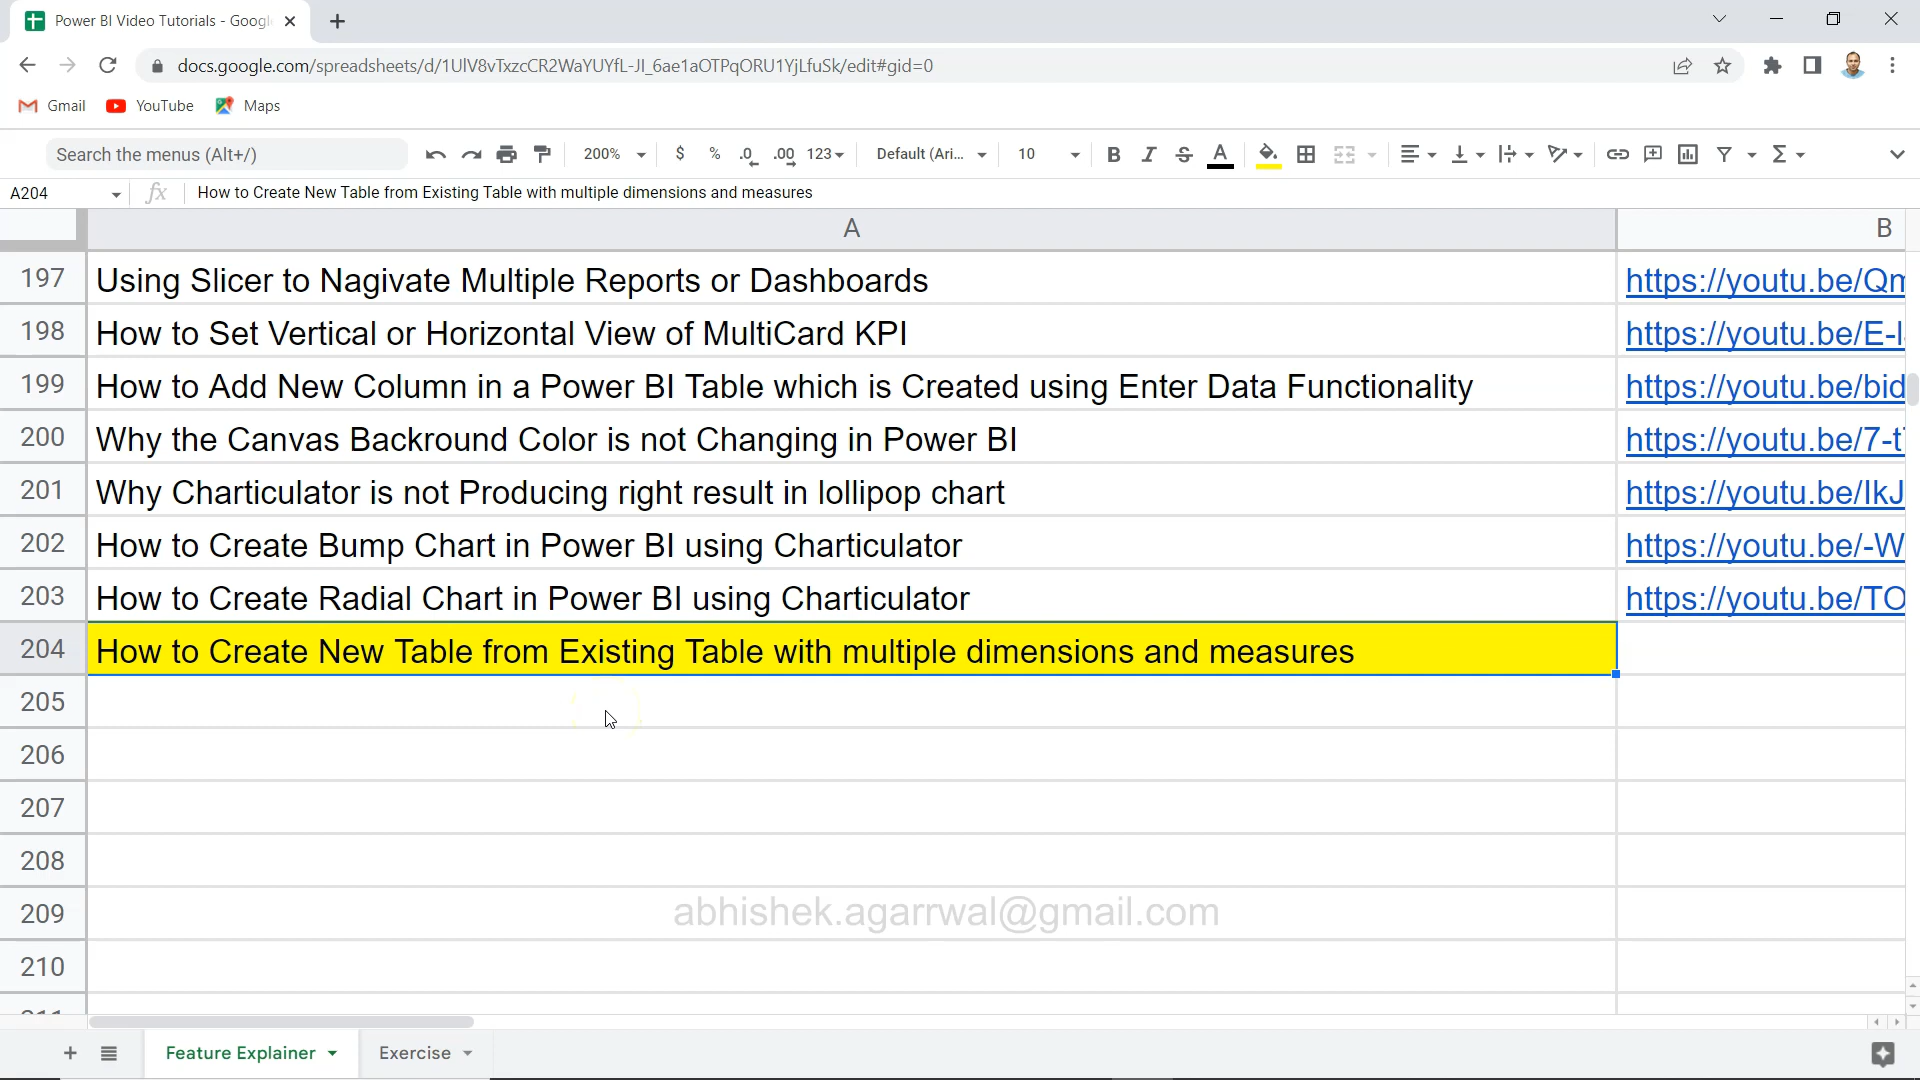 Power BI Video Tutorials - Googl
docs.google.com/spreadsheets/d/1UlV8vTxzcCR2WaYUYfL-JI_6ae1aOTPqORU1YjLfuSk/edit#gid=0
Gmail YouTube Maps
Search the menus (Alt+/) 200% $ % .0 .00 123 Default (Ari... 10 B I S A
A204 fx How to Create New Table from Existing Table with multiple dimensions and measures
A B
197 Using Slicer to Nagivate Multiple Reports or Dashboards https://youtu.be/Qm
198 How to Set Vertical or Horizontal View of MultiCard KPI https://youtu.be/E-l
199 How to Add New Column in a Power BI Table which is Created using Enter Data Functionality https://youtu.be/bid
200 Why the Canvas Backround Color is not Changing in Power BI https://youtu.be/7-t
201 Why Charticulator is not Producing right result in lollipop chart https://youtu.be/IkJ
202 How to Create Bump Chart in Power BI using Charticulator https://youtu.be/-W
203 How to Create Radial Chart in Power BI using Charticulator https://youtu.be/TO
204 How to Create New Table from Existing Table with multiple dimensions and measures
205
206
207
208
209 abhishek.agarrwal@gmail.com
210
211
Feature Explainer Exercise